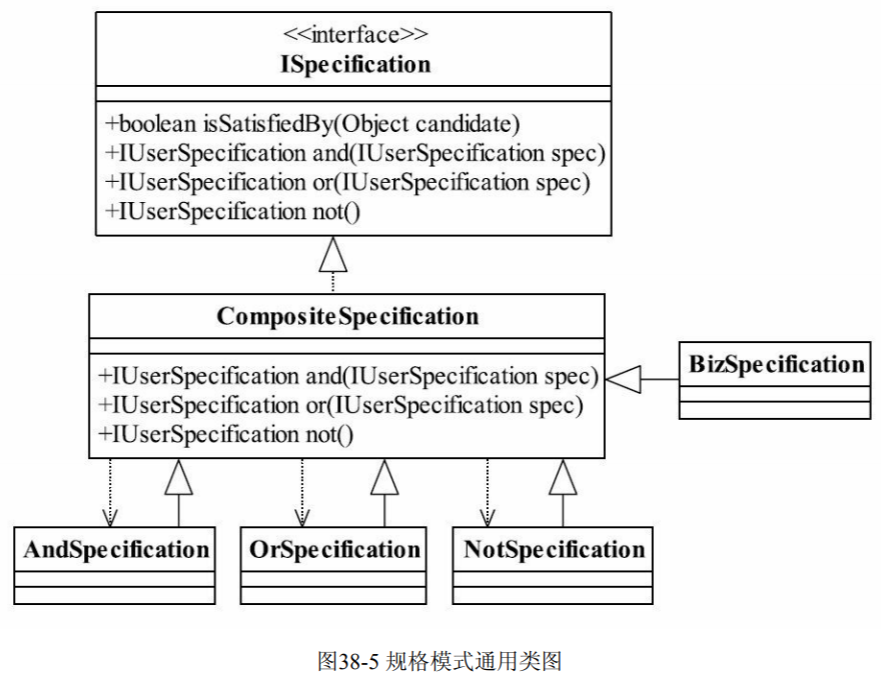 <<interface>>
ISpecification
+boolean isSatisfiedBy(Object candidate)
+IUserSpecification and(IUserSpecification spec)
+IUserSpecification or(IUserSpecification spec)
+IUserSpecification not()
CompositeSpecification
+IUserSpecification and(IUserSpecification spec)
+IUserSpecification or(IUserSpecification spec)
+IUserSpecification not()
BizSpecification
AndSpecification
OrSpecification
NotSpecification
图38-5 规格模式通用类图